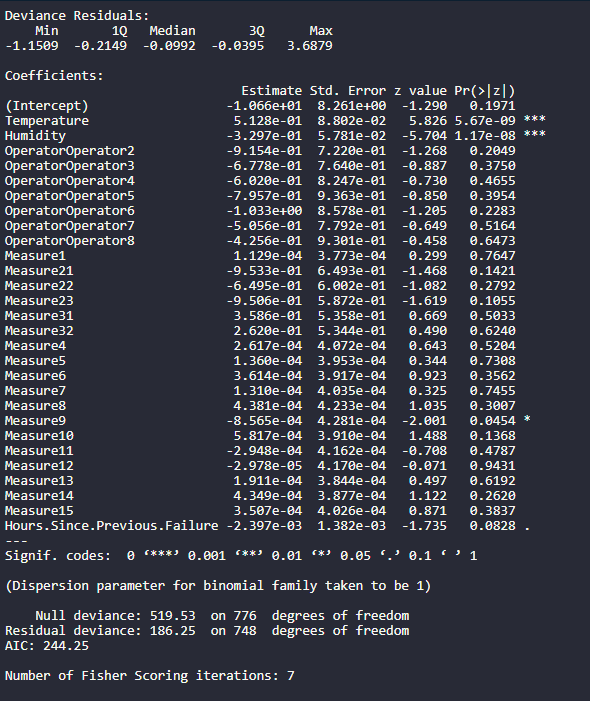 Deviance Residuals:
    Min       1Q   Median       3Q      Max
-1.1509  -0.2149  -0.0992  -0.0395   3.6879

Coefficients:
                              Estimate Std. Error z value Pr(>|z|)
(Intercept)                 -1.066e+01  8.261e+00  -1.290   0.1971
Temperature                  5.128e-01  8.802e-02   5.826 5.67e-09 ***
Humidity                    -3.297e-01  5.781e-02  -5.704 1.17e-08 ***
OperatorOperator2           -9.154e-01  7.220e-01  -1.268   0.2049
OperatorOperator3           -6.778e-01  7.640e-01  -0.887   0.3750
OperatorOperator4           -6.020e-01  8.247e-01  -0.730   0.4655
OperatorOperator5           -7.957e-01  9.363e-01  -0.850   0.3954
OperatorOperator6           -1.033e+00  8.578e-01  -1.205   0.2283
OperatorOperator7           -5.056e-01  7.792e-01  -0.649   0.5164
OperatorOperator8           -4.256e-01  9.301e-01  -0.458   0.6473
Measure1                     1.129e-04  3.773e-04   0.299   0.7647
Measure21                   -9.533e-01  6.493e-01  -1.468   0.1421
Measure22                   -6.495e-01  6.002e-01  -1.082   0.2792
Measure23                   -9.506e-01  5.872e-01  -1.619   0.1055
Measure31                    3.586e-01  5.358e-01   0.669   0.5033
Measure32                    2.620e-01  5.344e-01   0.490   0.6240
Measure4                     2.617e-04  4.072e-04   0.643   0.5204
Measure5                     1.360e-04  3.953e-04   0.344   0.7308
Measure6                     3.614e-04  3.917e-04   0.923   0.3562
Measure7                     1.310e-04  4.035e-04   0.325   0.7455
Measure8                     4.381e-04  4.233e-04   1.035   0.3007
Measure9                    -8.565e-04  4.281e-04  -2.001   0.0454 *
Measure10                    5.817e-04  3.910e-04   1.488   0.1368
Measure11                   -2.948e-04  4.162e-04  -0.708   0.4787
Measure12                   -2.978e-05  4.170e-04  -0.071   0.9431
Measure13                    1.911e-04  3.844e-04   0.497   0.6192
Measure14                    4.349e-04  3.877e-04   1.122   0.2620
Measure15                    3.507e-04  4.026e-04   0.871   0.3837
Hours.Since.Previous.Failure -2.397e-03  1.382e-03  -1.735   0.0828 .
---
Signif. codes:  0 ‘***’ 0.001 ‘**’ 0.01 ‘*’ 0.05 ‘.’ 0.1 ‘ ’ 1

(Dispersion parameter for binomial family taken to be 1)

    Null deviance: 519.53  on 776  degrees of freedom
Residual deviance: 186.25  on 748  degrees of freedom
AIC: 244.25

Number of Fisher Scoring iterations: 7